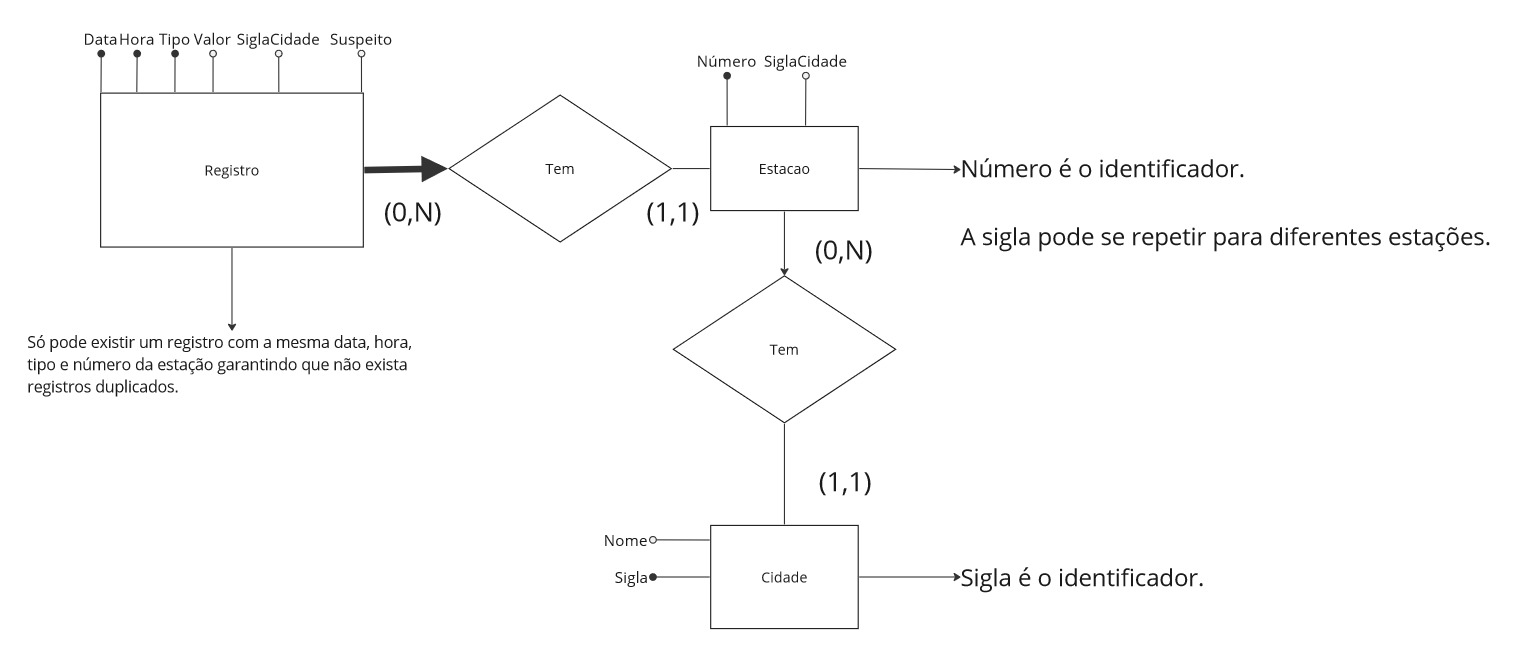 Data Hora Tipo Valor SiglaCidade Suspeito
Número SiglaCidade
Registro
Tem
Estacao
Número é o identificador.
(0,N)
(1,1)
A sigla pode se repetir para diferentes estações.
(0,N)
Só pode existir um registro com a mesma data, hora,
tipo e número da estação garantindo que não exista
registros duplicados.
Tem
(1,1)
Nome
Sigla
Cidade
Sigla é o identificador.